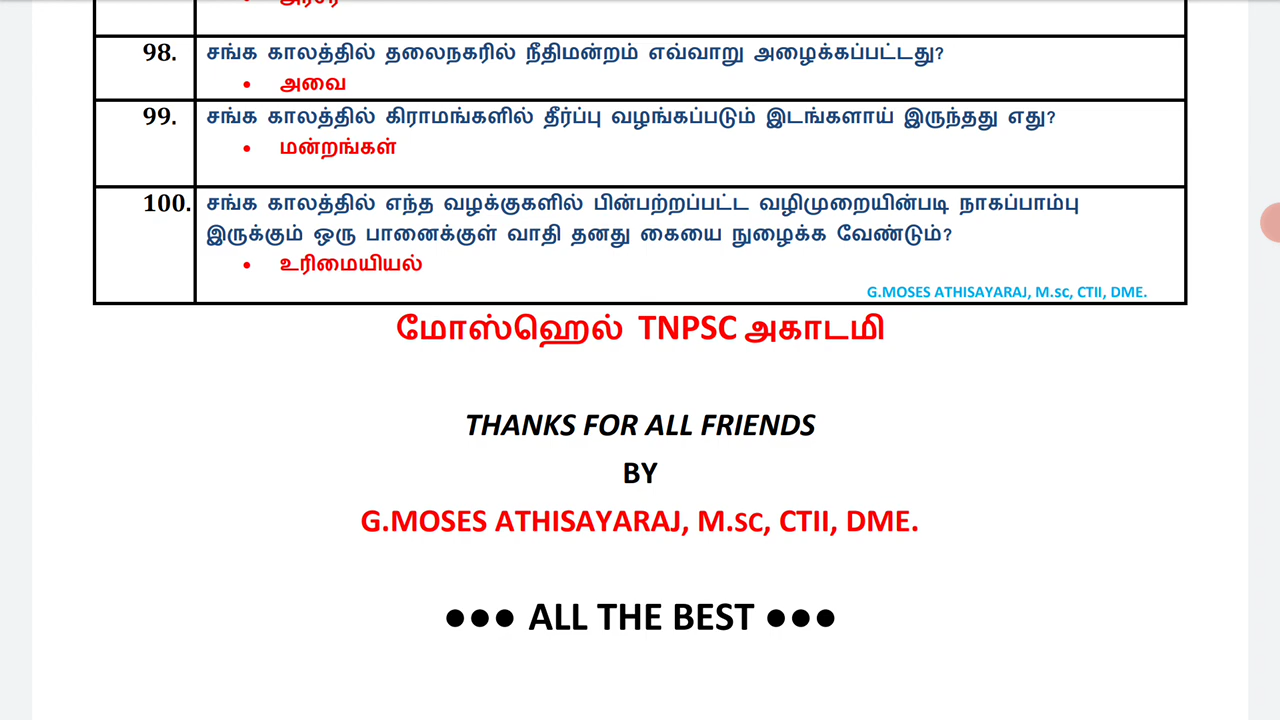 98. சங்க காலத்தில் தலைநகரில் நீதிமன்றம் எவ்வாறு அழைக்கப்பட்டது?
• அவை
99. சங்க காலத்தில் கிராமங்களில் தீர்ப்பு வழங்கப்படும் இடங்களாய் இருந்தது எது?
• மன்றங்கள்
100. சங்க காலத்தில் எந்த வழக்குகளில் பின்பற்றப்பட்ட வழிமுறையின்படி நாகப்பாம்பு
இருக்கும் ஒரு பானைக்குள் வாதி தனது கையை நுழைக்க வேண்டும்?
• உரிமையியல்
G.MOSES ATHISAYARAJ, M.sc, CTII, DME.
மோஸ்ஹெல் TNPSC அகாடமி
THANKS FOR ALL FRIENDS
BY
G.MOSES ATHISAYARAJ, M.SC, CTII, DME.
●●● ALL THE BEST ●●●